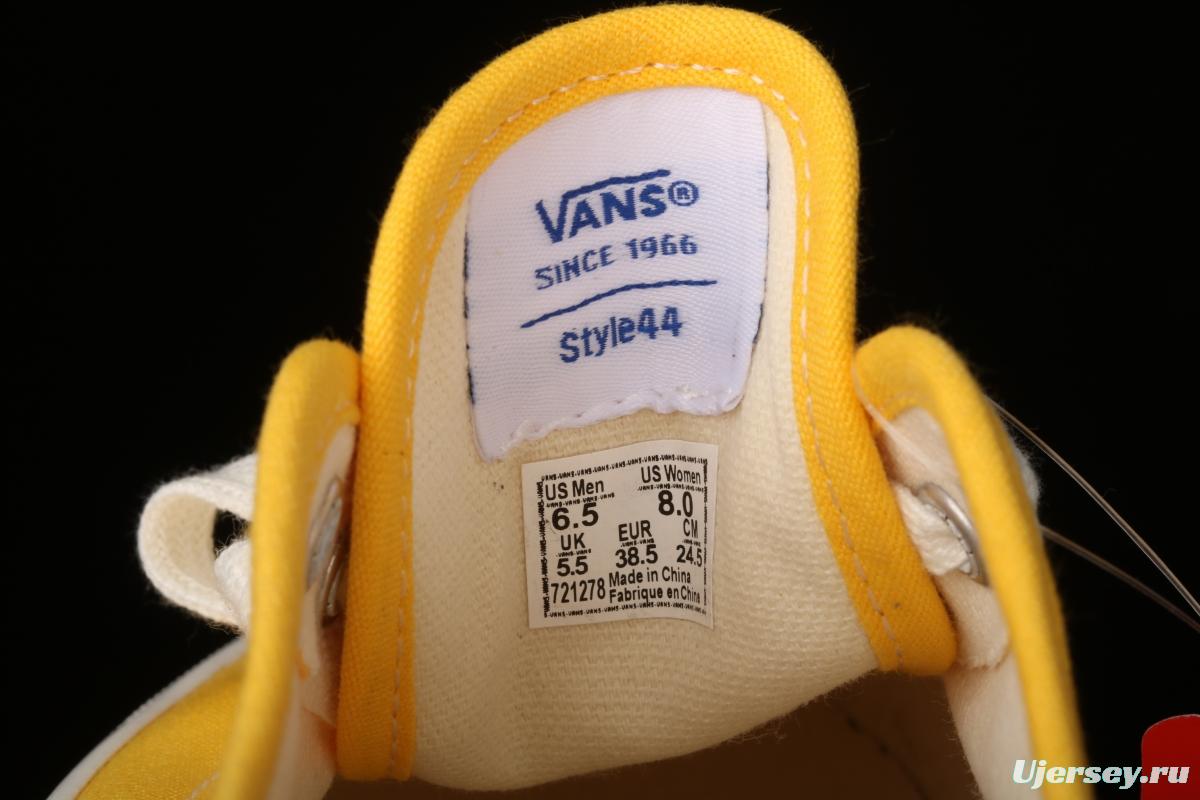 VANS®
SINCE 1966
Style44
US Men US Women
6.5 8.0
UK EUR CM
5.5 38.5 24.5
721278 Made in China
Fabrique en China
Ujersey.ru